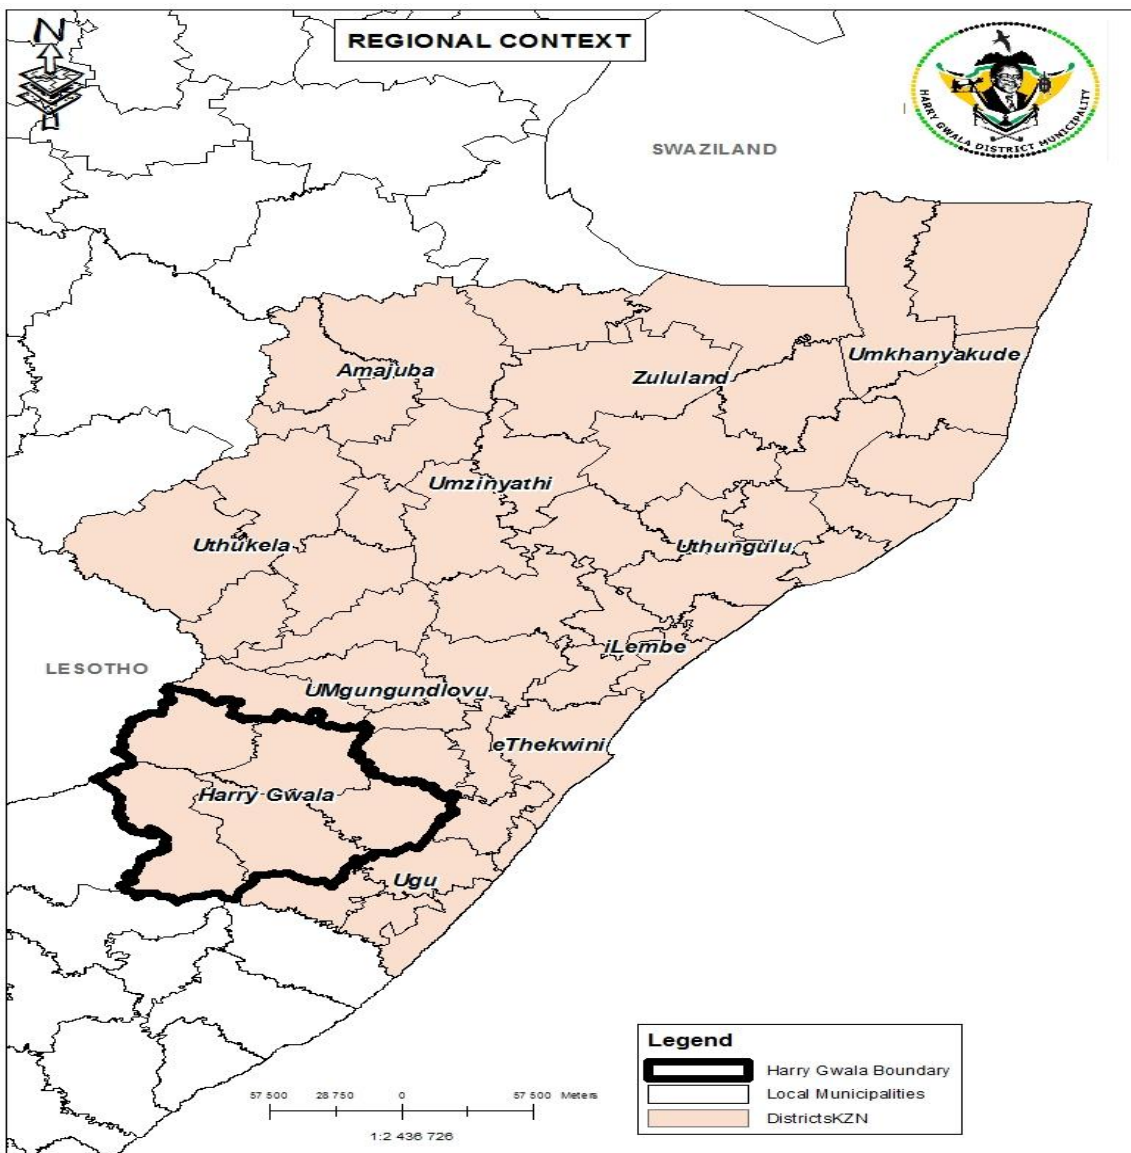 REGIONAL CONTEXT
N
HARRY GWALA DISTRICT MUNICIPALITY
SWAZILAND
Umkhanyakude
Amajuba
Zululand
Umzinyathi
Uthukela
Uthungulu
iLembe
LESOTHO
UMgungundlovu
eThekwini
Harry Gwala
Ugu
Legend
Harry Gwala Boundary
Local Municipalities
DistrictsKZN
57 500 28 750 0 57 500 Meters
1:2 436 726